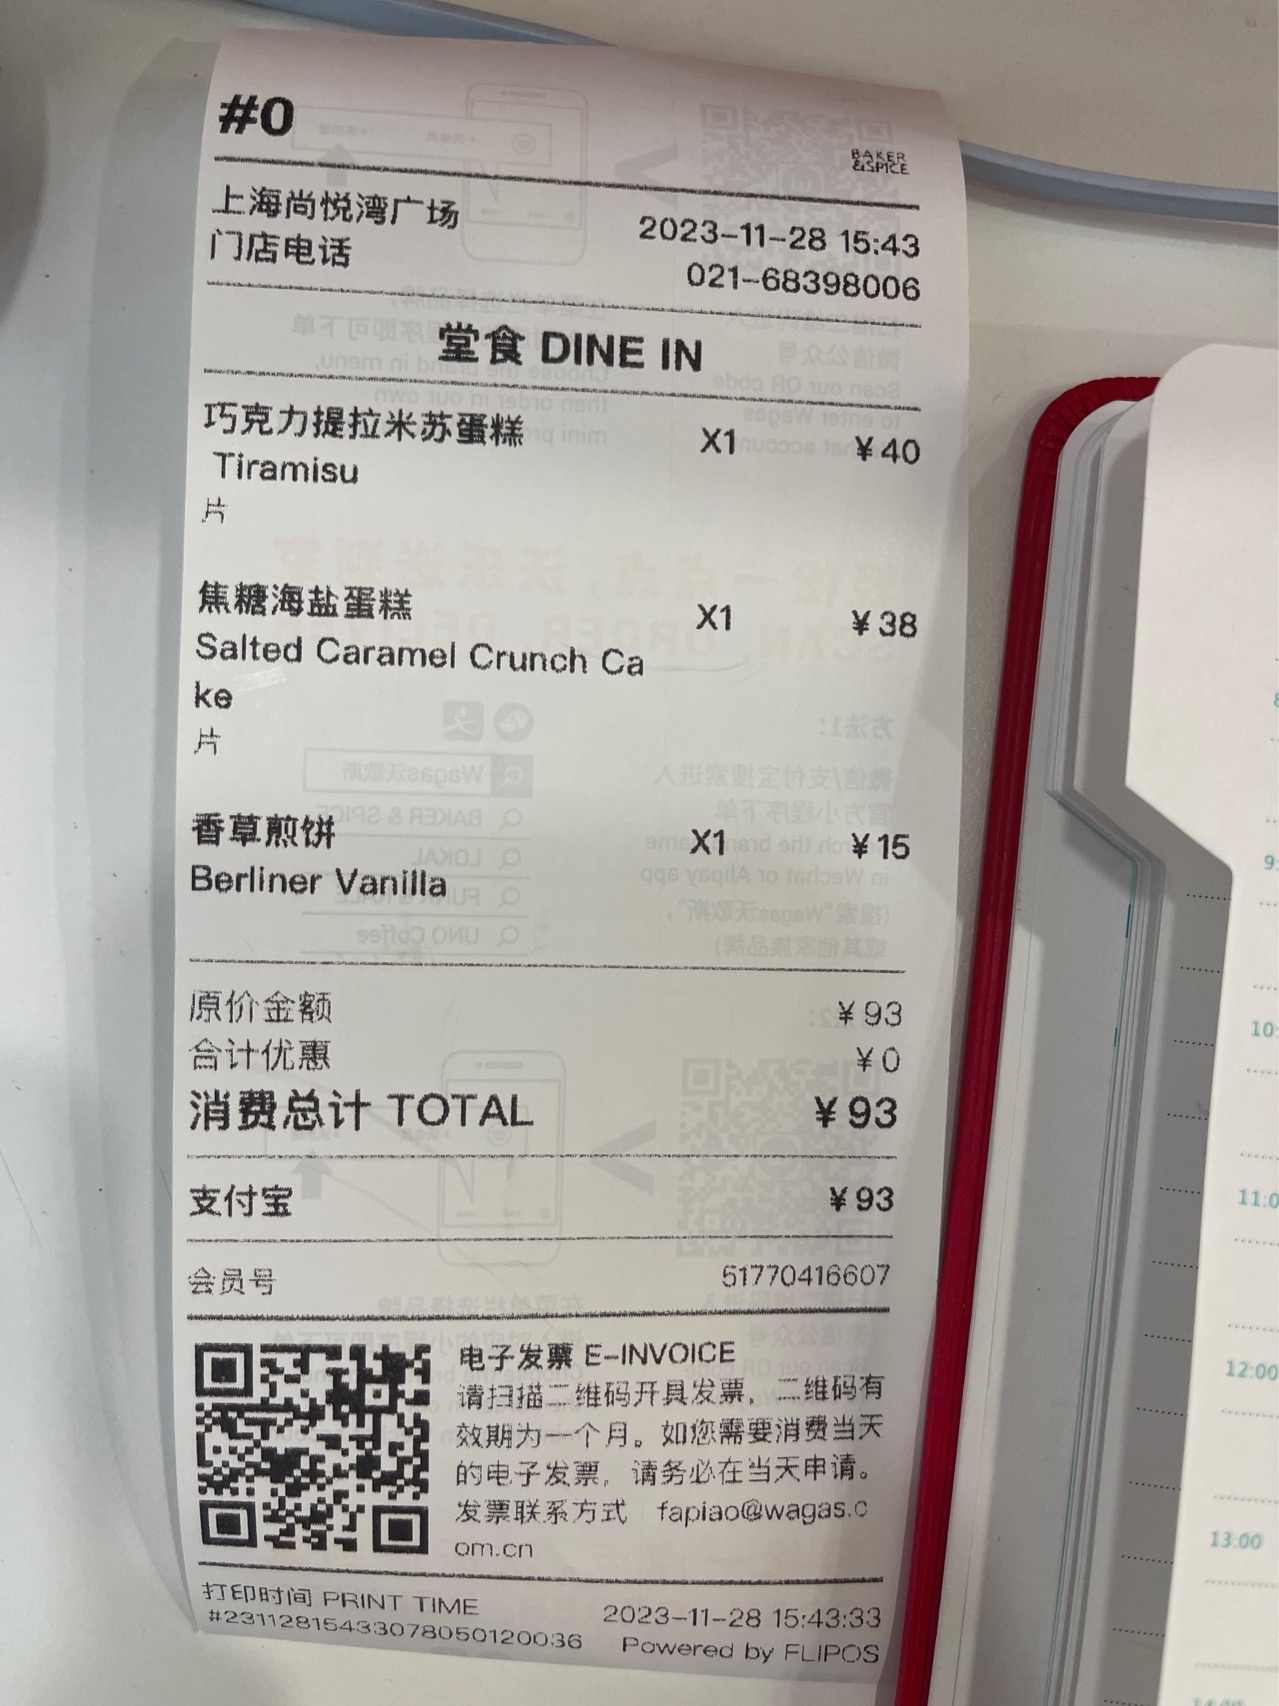 #0
BAKER
&SPICE
上海尚悦湾广场 2023-11-28 15:43
门店电话 021-68398006
堂食 DINE IN
巧克力提拉米苏蛋糕 X1 ¥40
Tiramisu
片
焦糖海盐蛋糕 X1 ¥38
Salted Caramel Crunch Ca
ke
片
香草煎饼 X1 ¥15
Berliner Vanilla
原价金额 ¥93
合计优惠 ¥0
消费总计 TOTAL ¥93
支付宝 ¥93
会员号 51770416607
电子发票 E-INVOICE
请扫描二维码开具发票，二维码有
效期为一个月。如您需要消费当天
的电子发票，请务必在当天申请。
发票联系方式 fapiao@wagas.c
om.cn
打印时间 PRINT TIME 2023-11-28 15:43:33
#23112815433078050120036 Powered by FLIPOS
10:
11:0
12:00
13:00